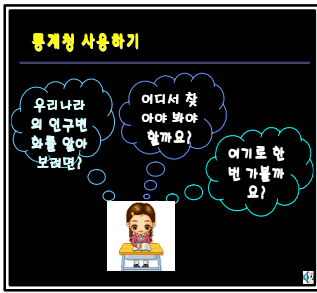 통계청 사용하기
우리나라
의 인구변
화를 알아
보려면?
어디서 찾
아야 봐야
할까요?
여기로 한
번 가볼까
요?